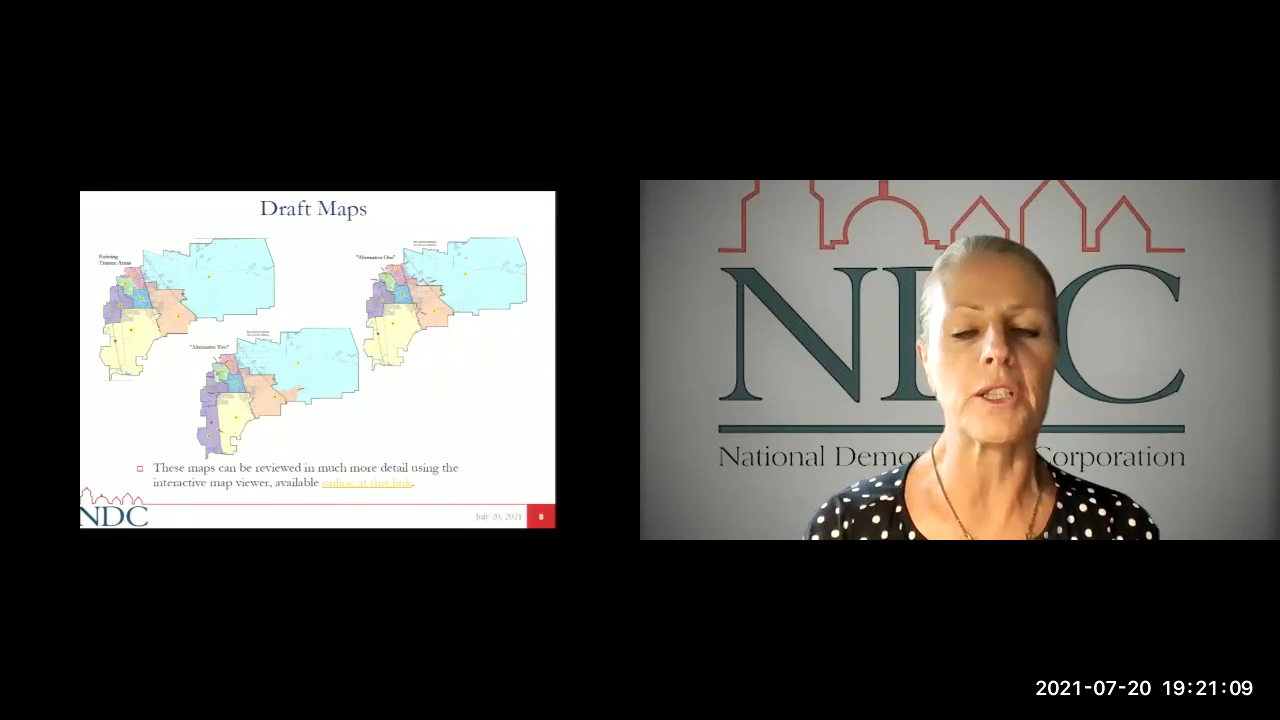 Draft Maps
Existing
Trustee Areas
"Alternative One"
"Alternative Two"
These maps can be reviewed in much more detail using the
interactive map viewer, available online at this link.
NDC
July 20, 2021
8
NDC
National Democ
Corporation
2021-07-20 19:21:09